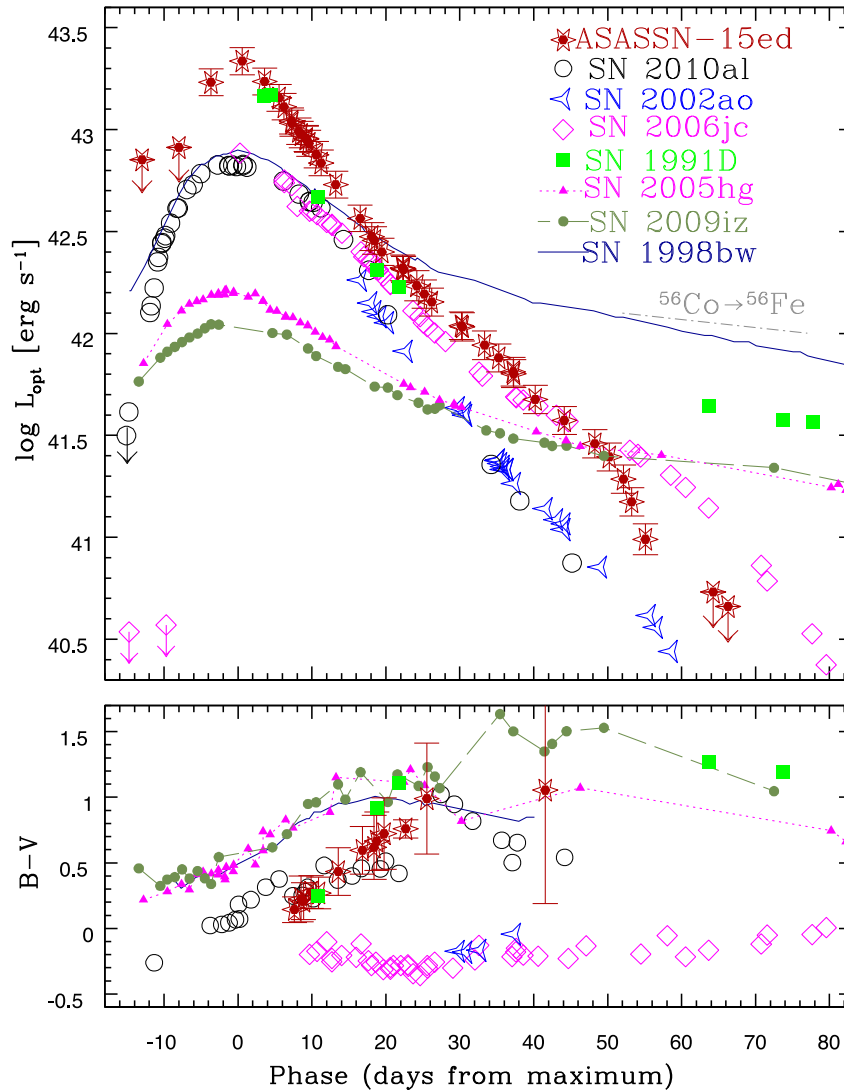 43.5
43
42.5
42
41.5
41
40.5
log L_opt [erg s⁻¹]
ASASSN-15ed
SN 2010al
SN 2002ao
SN 2006jc
SN 1991D
SN 2005hg
SN 2009iz
SN 1998bw
⁵⁶Co→⁵⁶Fe
1.5
1
0.5
0
-0.5
B-V
-10 0 10 20 30 40 50 60 70 80
Phase (days from maximum)